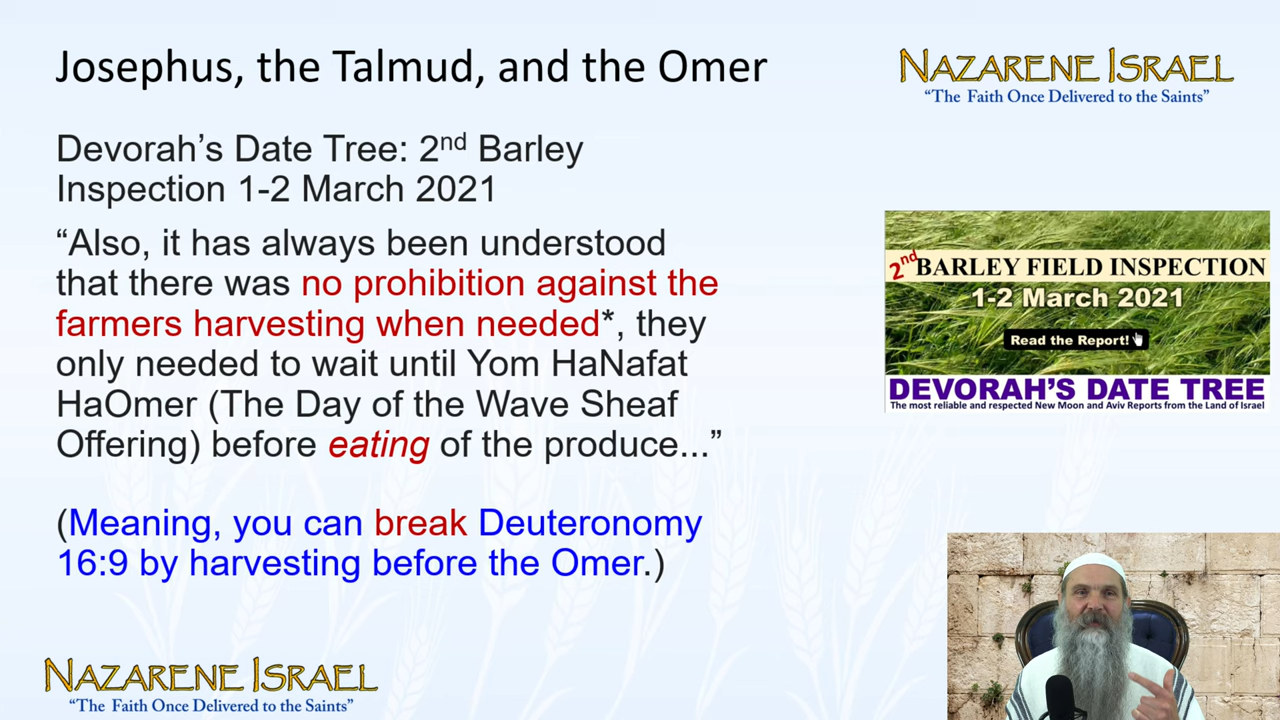 Josephus, the Talmud, and the Omer
NAZARENE ISRAEL
“The Faith Once Delivered to the Saints”
Devorah’s Date Tree: 2nd Barley
Inspection 1-2 March 2021
“Also, it has always been understood
that there was no prohibition against the
farmers harvesting when needed*, they
only needed to wait until Yom HaNafat
HaOmer (The Day of the Wave Sheaf
Offering) before eating of the produce...”
(Meaning, you can break Deuteronomy
16:9 by harvesting before the Omer.)
2nd BARLEY FIELD INSPECTION
1-2 March 2021
Read the Report!
DEVORAH’S DATE TREE
The most reliable and respected New Moon and Aviv Reports from the Land of Israel
NAZARENE ISRAEL
“The Faith Once Delivered to the Saints”